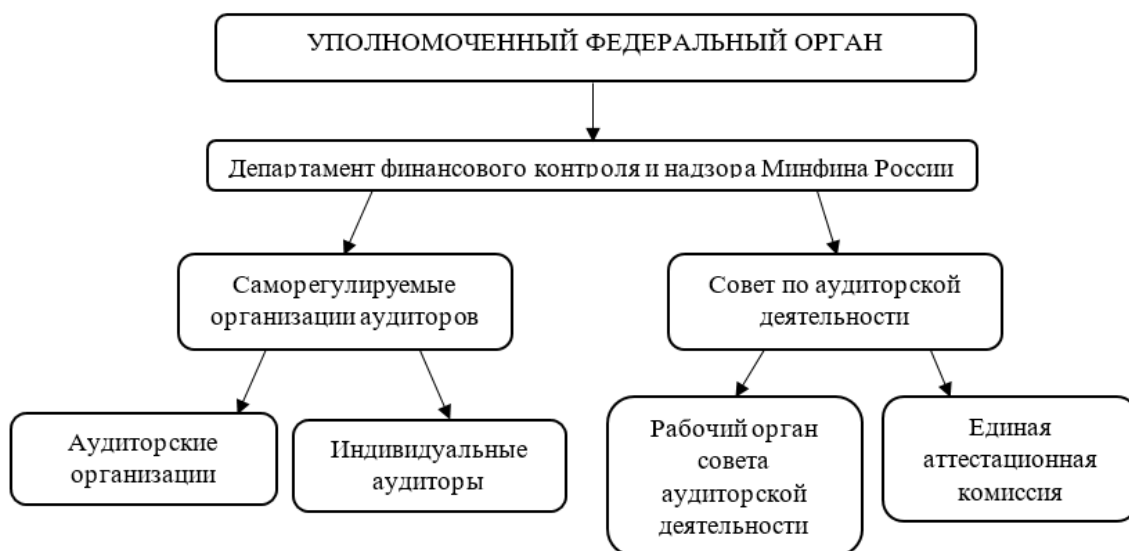 УПОЛНОМОЧЕННЫЙ ФЕДЕРАЛЬНЫЙ ОРГАН
Департамент финансового контроля и надзора Минфина России
Саморегулируемые
организации аудиторов
Совет по аудиторской
деятельности
Аудиторские
организации
Индивидуальные
аудиторы
Рабочий орган
совета
аудиторской
деятельности
Единая
аттестационная
комиссия